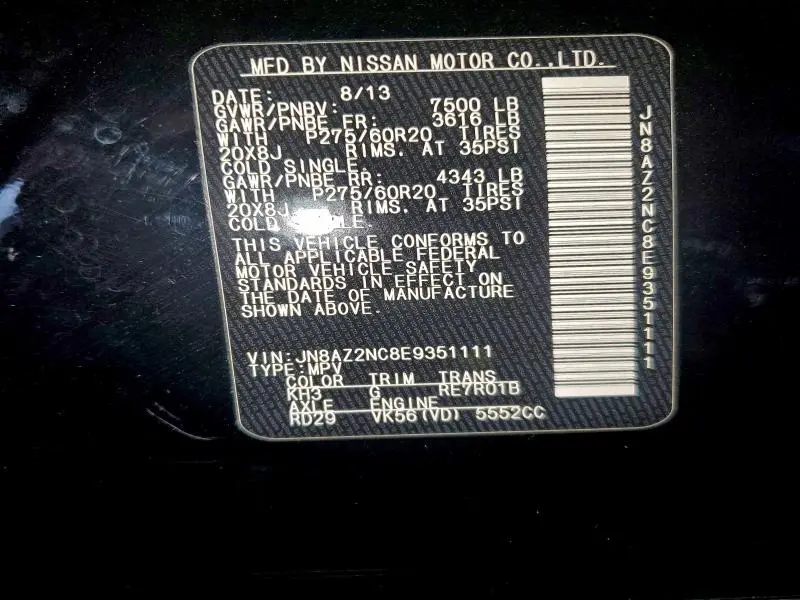 MFD BY NISSAN MOTOR CO.,LTD.
DATE: 8/13
GVWR/PNBV: 7500 LB
GAWR/PNBE FR: 3616 LB
WITH P275/60R20 TIRES
20X8J RIMS. AT 35PSI
COLD SINGLE
GAWR/PNBE RR: 4343 LB
WITH P275/60R20 TIRES
20X8J RIMS. AT 35PSI
COLD
THIS VEHICLE CONFORMS TO
ALL APPLICABLE FEDERAL
MOTOR VEHICLE SAFETY
STANDARDS IN EFFECT ON
THE DATE OF MANUFACTURE
SHOWN ABOVE.
VIN:JN8AZ2NC8E9351111
TYPE:MPV
COLOR TRIM TRANS
KH3 G RE7R01B
AXLE ENGINE
RD29 VK56(VD) 5552CC
JN8AZ2NC8E9351111